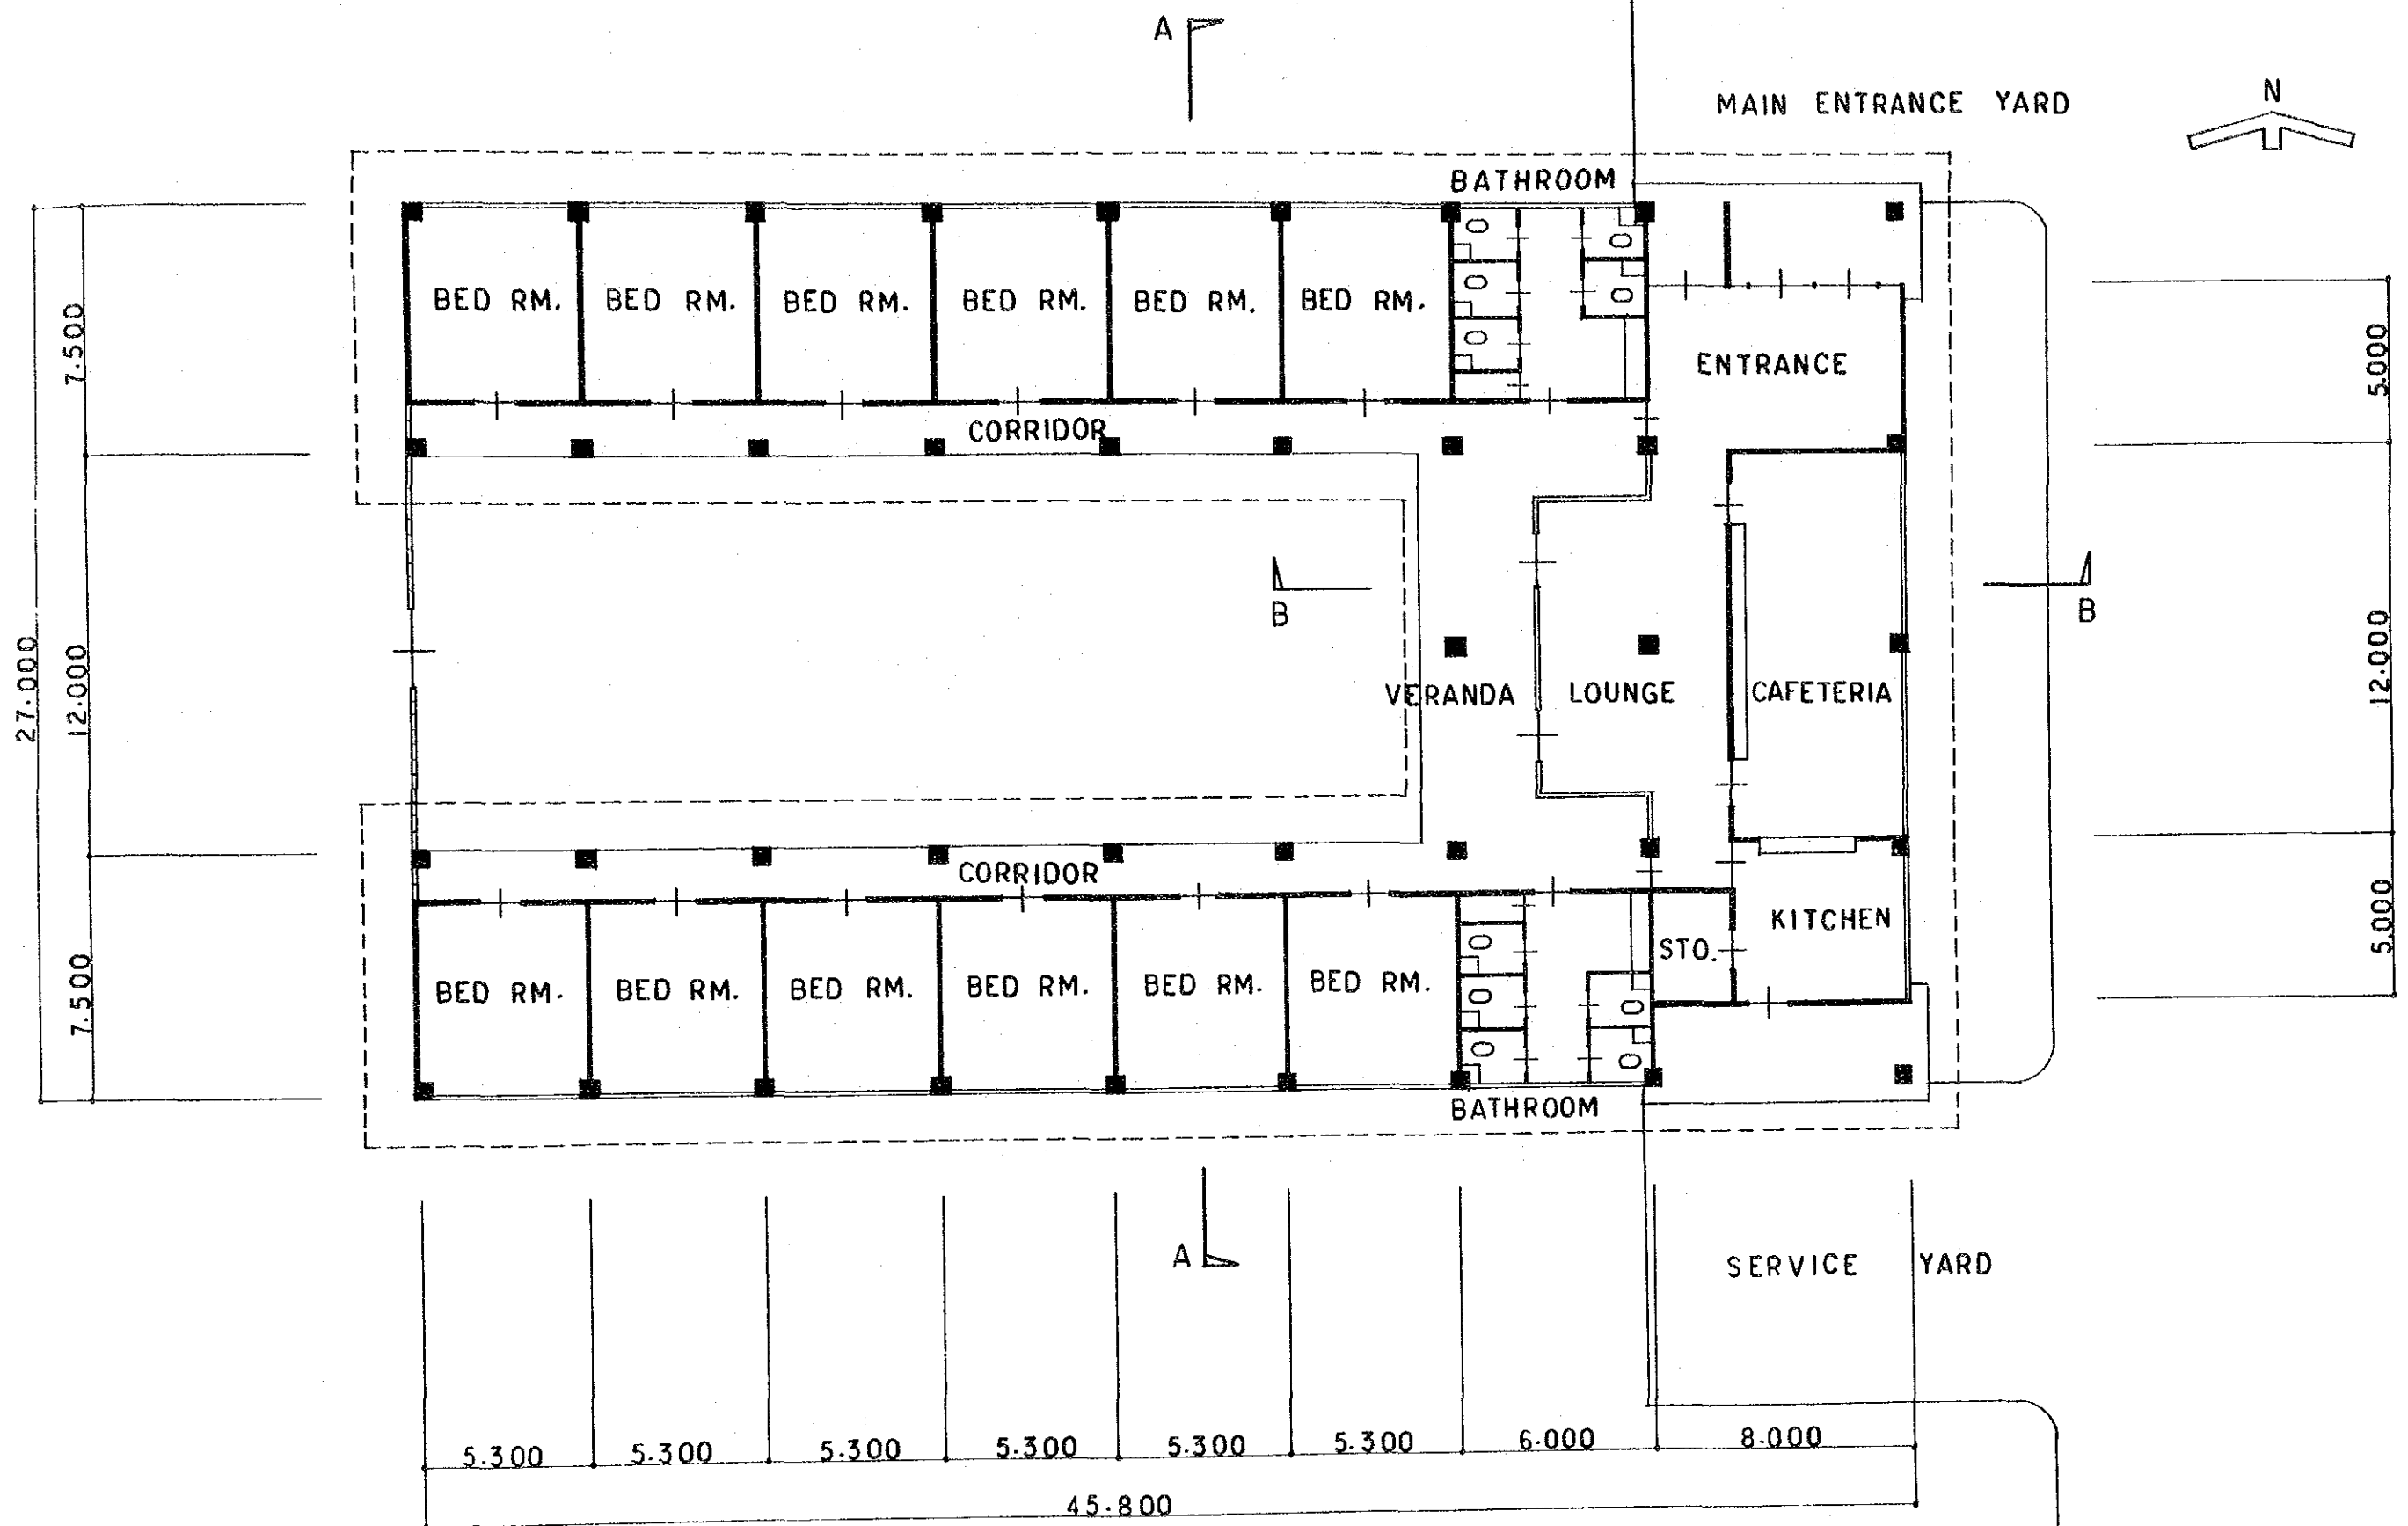 A
N
MAIN ENTRANCE YARD
BATHROOM
BED RM. BED RM. BED RM. BED RM. BED RM. BED RM.
ENTRANCE
CORRIDOR
7.500
5.000
B
B
27.000
12.000
12.000
VERANDA LOUNGE CAFETERIA
CORRIDOR
KITCHEN
STO.
BED RM. BED RM. BED RM. BED RM. BED RM. BED RM.
7.500
5.000
BATHROOM
A
SERVICE YARD
5.300 5.300 5.300 5.300 5.300 5.300 6.000 8.000
45.800